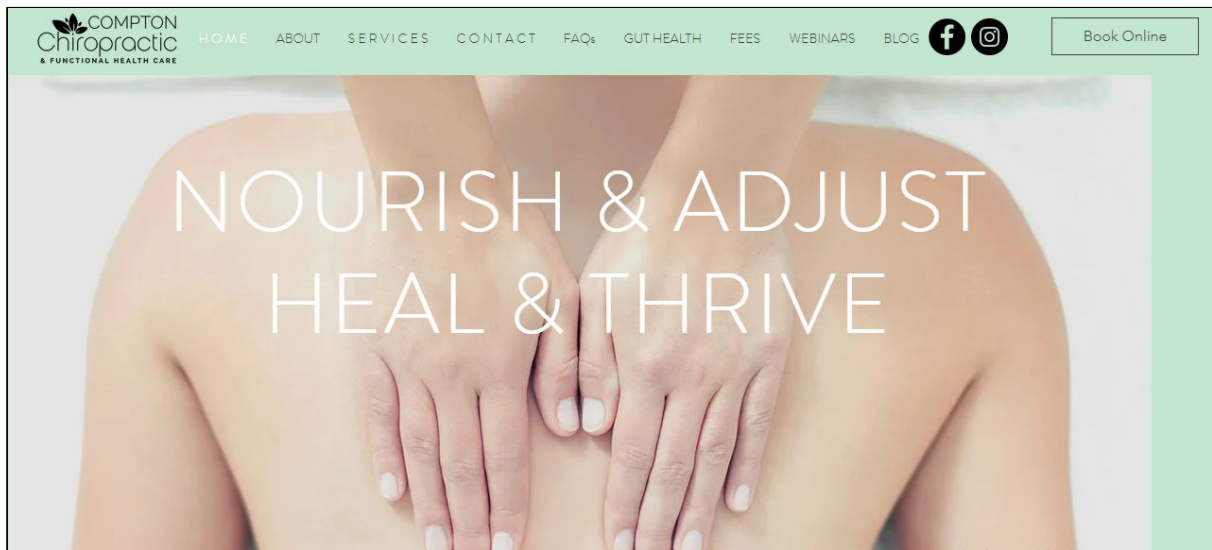 COMPTON
Chiropractic
& FUNCTIONAL HEALTH CARE
HOME ABOUT SERVICES CONTACT FAQs GUT HEALTH FEES WEBINARS BLOG Book Online
NOURISH & ADJUST
HEAL & THRIVE